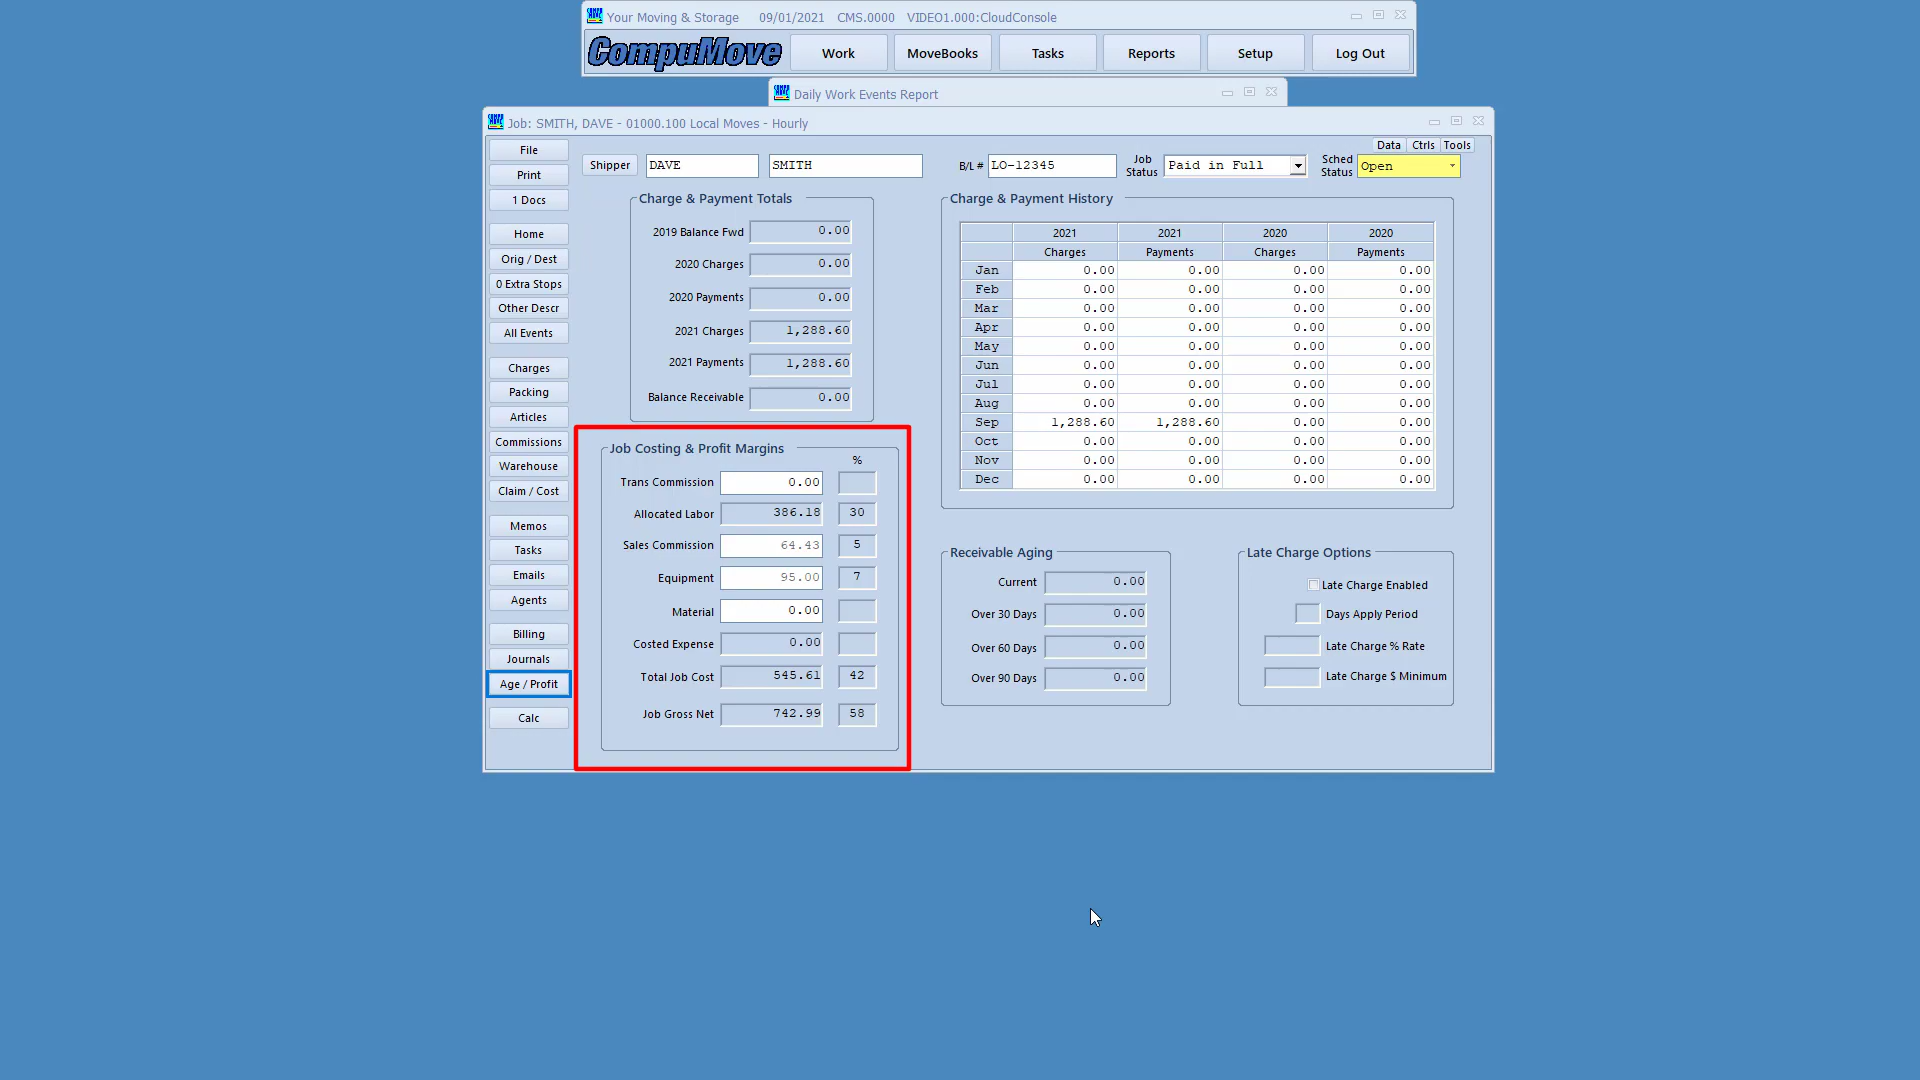 Your Moving & Storage 09/01/2021 CMS.0000 VIDEO1.000:CloudConsole
CompuMove Work MoveBooks Tasks Reports Setup Log Out
Daily Work Events Report
Job: SMITH, DAVE - 01000.100 Local Moves - Hourly
Data Ctrls Tools
File
Print
1 Docs
Home
Orig / Dest
0 Extra Stops
Other Descr
All Events
Charges
Packing
Articles
Commissions
Warehouse
Claim / Cost
Memos
Tasks
Emails
Agents
Billing
Journals
Age / Profit
Calc
Shipper DAVE SMITH B/L # LO-12345 Job Status Paid in Full Sched Status Open
Charge & Payment Totals
2019 Balance Fwd 0.00
2020 Charges 0.00
2020 Payments 0.00
2021 Charges 1,288.60
2021 Payments 1,288.60
Balance Receivable 0.00
Charge & Payment History
2021 2021 2020 2020
Charges Payments Charges Payments
Jan 0.00 0.00 0.00 0.00
Feb 0.00 0.00 0.00 0.00
Mar 0.00 0.00 0.00 0.00
Apr 0.00 0.00 0.00 0.00
May 0.00 0.00 0.00 0.00
Jun 0.00 0.00 0.00 0.00
Jul 0.00 0.00 0.00 0.00
Aug 0.00 0.00 0.00 0.00
Sep 1,288.60 1,288.60 0.00 0.00
Oct 0.00 0.00 0.00 0.00
Nov 0.00 0.00 0.00 0.00
Dec 0.00 0.00 0.00 0.00
Job Costing & Profit Margins
%
Trans Commission 0.00
Allocated Labor 386.18 30
Sales Commission 64.43 5
Equipment 95.00 7
Material 0.00
Costed Expense 0.00
Total Job Cost 545.61 42
Job Gross Net 742.99 58
Receivable Aging
Current 0.00
Over 30 Days 0.00
Over 60 Days 0.00
Over 90 Days 0.00
Late Charge Options
Late Charge Enabled
Days Apply Period
Late Charge % Rate
Late Charge $ Minimum